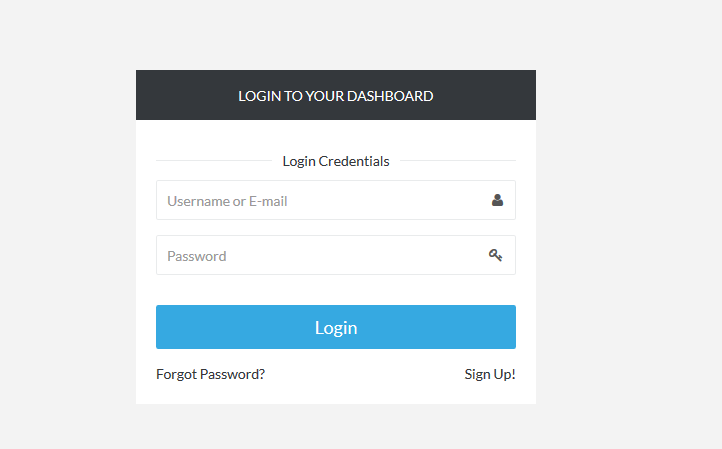 LOGIN TO YOUR DASHBOARD
Login Credentials
Username or E-mail
Password
Login
Forgot Password? Sign Up!